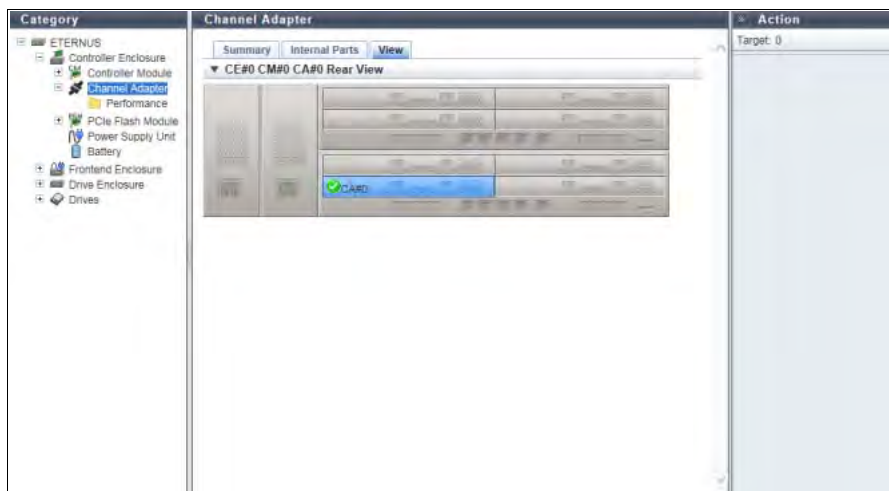 Category
ETERNUS
Controller Enclosure
Controller Module
Channel Adapter
Performance
PCIe Flash Module
Power Supply Unit
Battery
Frontend Enclosure
Drive Enclosure
Drives
Channel Adapter
Summary Internal Parts View
CE#0 CM#0 CA#0 Rear View
CA#0
Action
Target: 0